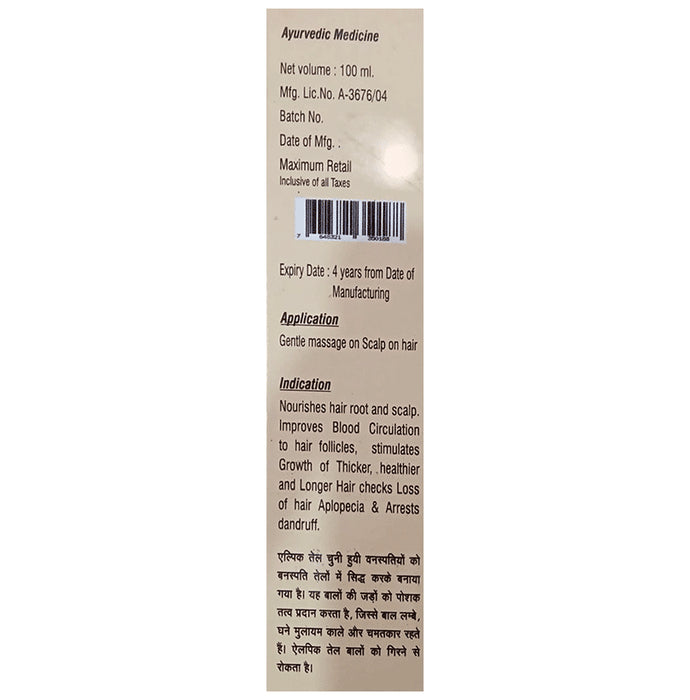 Ayurvedic Medicine
Net volume : 100 ml.
Mfg. Lic.No. A-3676/04
Batch No.
Date of Mfg. .
Maximum Retail
Inclusive of all Taxes
7 648321 350188 8
Expiry Date : 4 years from Date of
Manufacturing
Application
Gentle massage on Scalp on hair
Indication
Nourishes hair root and scalp.
Improves Blood Circulation
to hair follicles, stimulates
Growth of Thicker, healthier
and Longer Hair checks Loss
of hair Aplopecia & Arrests
dandruff.
एल्पिक तेल चुनी हुयी वनस्पतियों को
बनस्पति तेलों में सिद्ध करके बनाया
गया है। यह बालों की जड़ों को पोशक
तत्व प्रदान करता है, जिस्से बाल लम्बे,
घने मुलायम काले और चमतकार रहते
हैं। ऐलपिक तेल बालों को गिरने से
रोकता है।